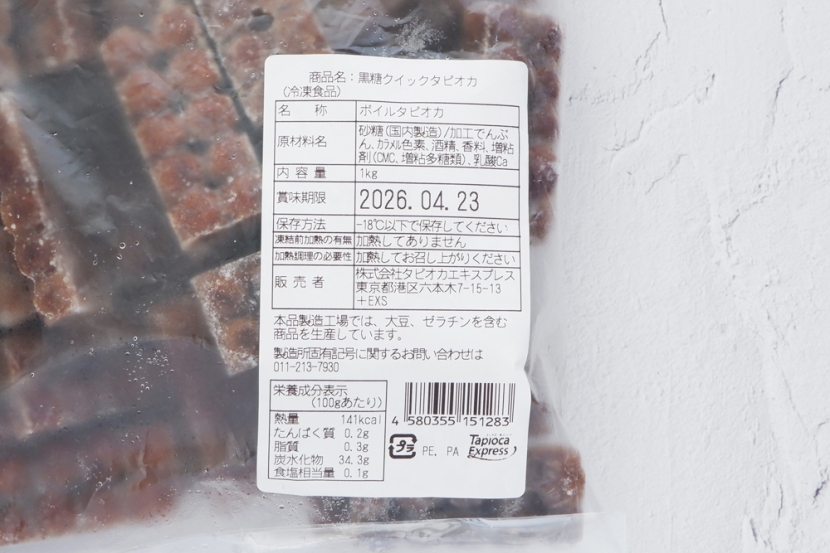 商品名：黒糖クイックタピオカ
（冷凍食品）
名　称　ボイルタピオカ
原材料名　砂糖（国内製造）/加工でんぷ
ん、カラメル色素、酒精、香料、増粘
剤（CMC、増粘多糖類）、乳酸Ca
内容量　1kg
賞味期限　2026.04.23
保存方法　-18℃以下で保存してください
凍結前加熱の有無　加熱してありません
加熱調理の必要性　加熱してお召し上がりください
販売者　株式会社タピオカエキスプレス
東京都港区六本木7-15-13
＋EXS
本品製造工場では、大豆、ゼラチンを含む
商品を生産しています。
製造所固有記号に関するお問い合わせは
011-213-7930
栄養成分表示
（100gあたり）
熱量　141kcal
たんぱく質　0.2g
脂質　0.3g
炭水化物　34.3g
食塩相当量　0.1g
4 580355 151283
プラ　PE. PA
Tapioca
Express